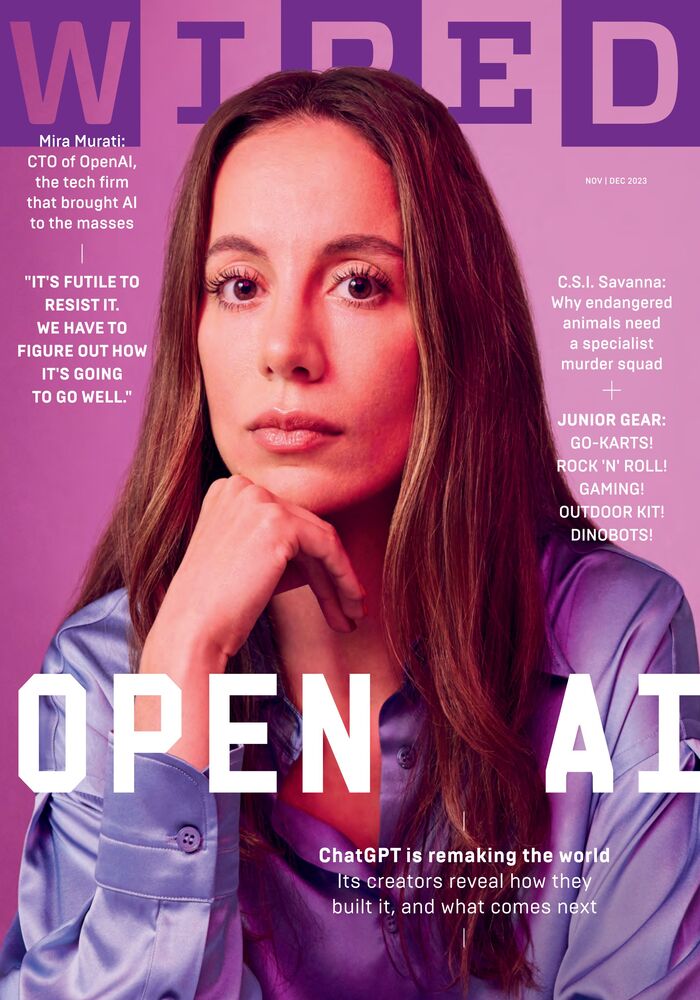 WIRED
Mira Murati:
CTO of OpenAI,
the tech firm
that brought AI
to the masses
"IT'S FUTILE TO
RESIST IT.
WE HAVE TO
FIGURE OUT HOW
IT'S GOING
TO GO WELL."
NOV | DEC 2023
C.S.I. Savanna:
Why endangered
animals need
a specialist
murder squad
+
JUNIOR GEAR:
GO-KARTS!
ROCK 'N' ROLL!
GAMING!
OUTDOOR KIT!
DINOBOTS!
OPEN AI
ChatGPT is remaking the world
Its creators reveal how they
built it, and what comes next